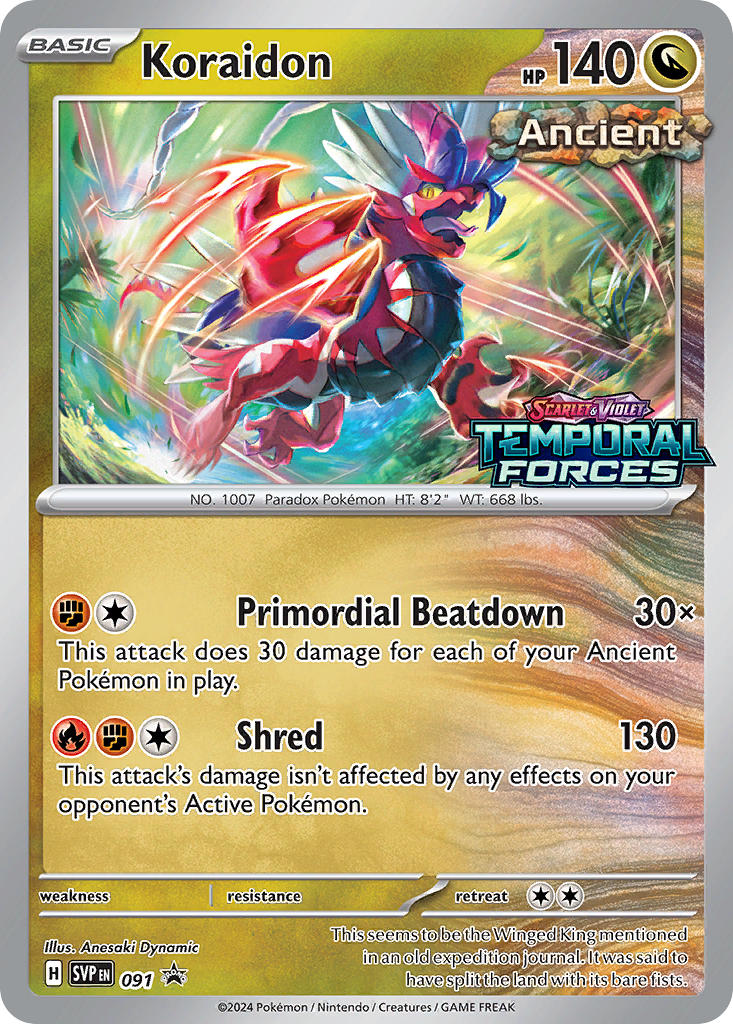 BASIC
Koraidon
HP 140
Ancient
SCARLET & VIOLET
TEMPORAL
FORCES
NO. 1007 Paradox Pokémon HT: 8'2" WT: 668 lbs.
Primordial Beatdown 30×
This attack does 30 damage for each of your Ancient
Pokémon in play.
Shred 130
This attack's damage isn't affected by any effects on your
opponent's Active Pokémon.
weakness resistance retreat
Illus. Anesaki Dynamic
This seems to be the Winged King mentioned
in an old expedition journal. It was said to
have split the land with its bare fists.
H SVP EN 091 PROMO
©2024 Pokémon / Nintendo / Creatures / GAME FREAK